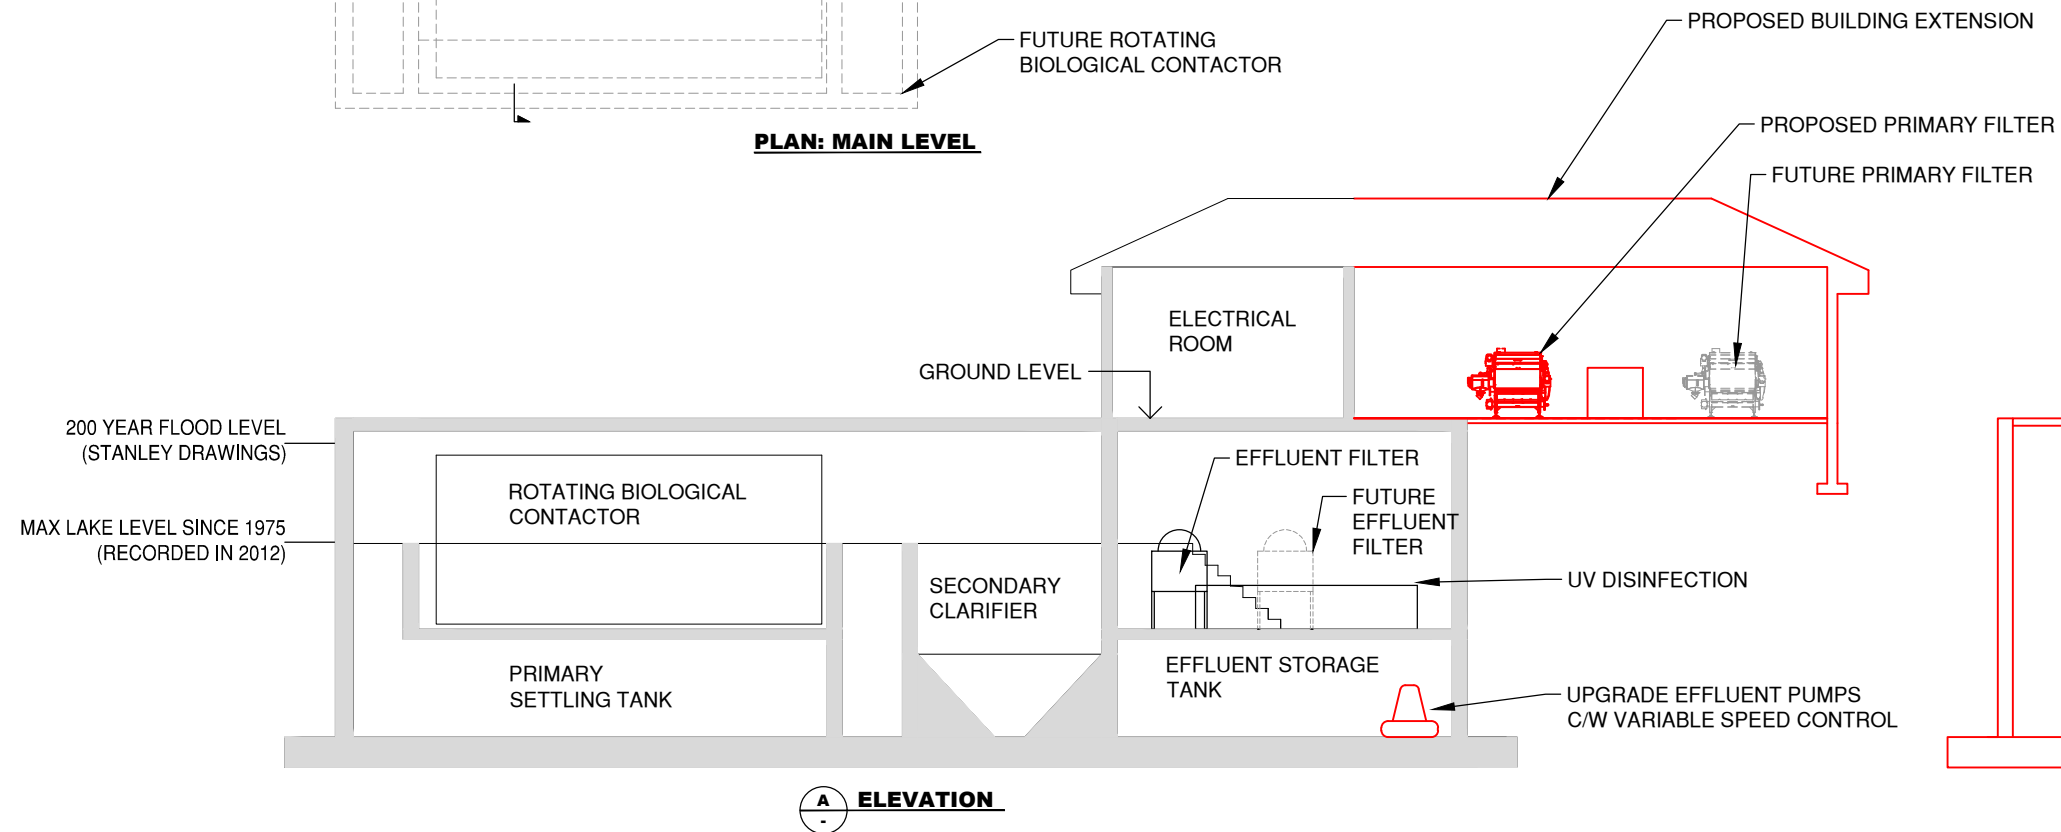 PROPOSED BUILDING EXTENSION
FUTURE ROTATING
BIOLOGICAL CONTACTOR
PLAN: MAIN LEVEL
PROPOSED PRIMARY FILTER
FUTURE PRIMARY FILTER
ELECTRICAL
ROOM
GROUND LEVEL
200 YEAR FLOOD LEVEL
(STANLEY DRAWINGS)
EFFLUENT FILTER
ROTATING BIOLOGICAL
CONTACTOR
FUTURE
EFFLUENT
FILTER
MAX LAKE LEVEL SINCE 1975
(RECORDED IN 2012)
SECONDARY
CLARIFIER
UV DISINFECTION
PRIMARY
SETTLING TANK
EFFLUENT STORAGE
TANK
UPGRADE EFFLUENT PUMPS
C/W VARIABLE SPEED CONTROL
A
-
ELEVATION